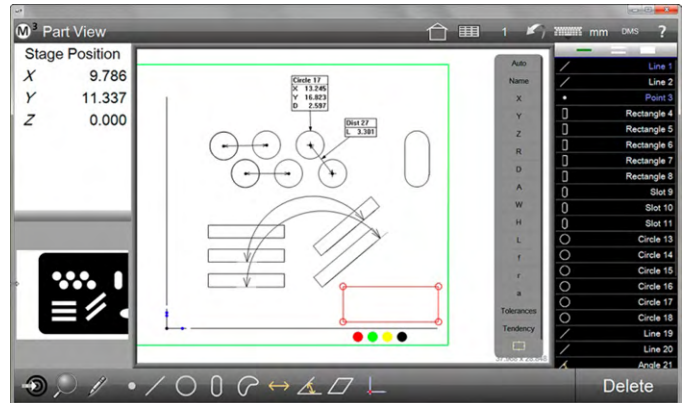 M³ Part View
1
mm
DMS
?
Stage Position
X 9.786
Y 11.337
Z 0.000
Circle 17
X 13.245
Y 16.823
D 2.597
Dist 27
L 3.381
Auto
Name
X
Y
Z
R
D
A
W
H
L
f
r
a
Tolerances
Tendency
Line 1
Line 2
Point 3
Rectangle 4
Rectangle 5
Rectangle 6
Rectangle 7
Rectangle 8
Slot 9
Slot 10
Slot 11
Circle 13
Circle 14
Circle 15
Circle 16
Circle 17
Circle 18
Line 19
Line 20
Angle 21
Delete